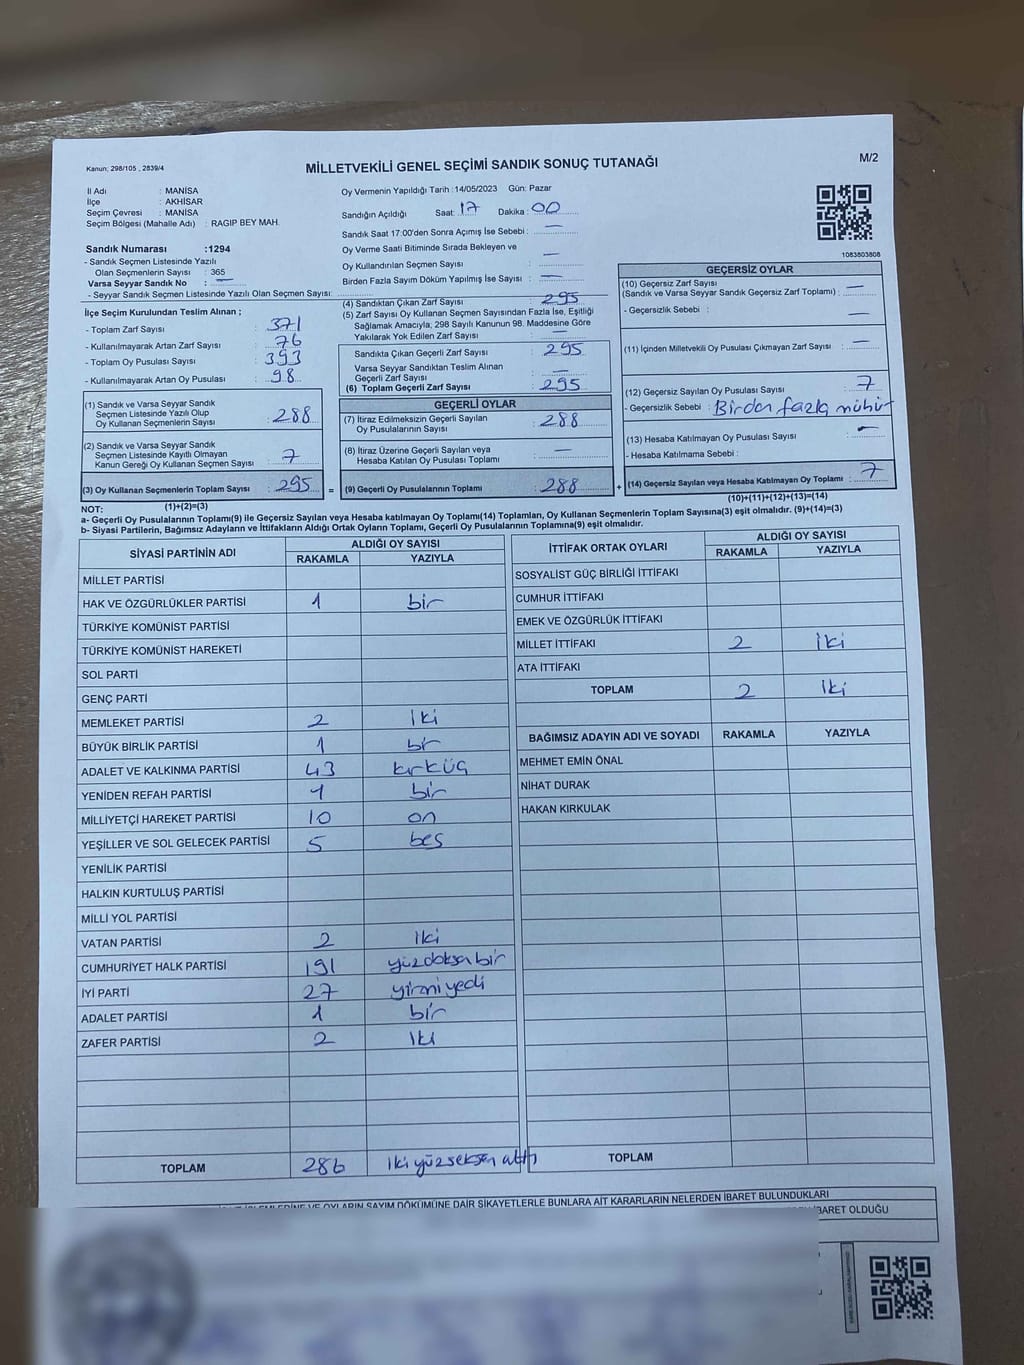 Kanun; 298/105 , 2839/4
MİLLETVEKİLİ GENEL SEÇİMİ SANDIK SONUÇ TUTANAĞI
M/2
İl Adı : MANİSA
İlçe : AKHİSAR
Seçim Çevresi : MANİSA
Seçim Bölgesi (Mahalle Adı) : RAGIP BEY MAH.
Sandık Numarası :1294
- Sandık Seçmen Listesinde Yazılı
Olan Seçmenlerin Sayısı : 365
Varsa Seyyar Sandık No : —
- Seyyar Sandık Seçmen Listesinde Yazılı Olan Seçmen Sayısı:
İlçe Seçim Kurulundan Teslim Alınan ;
- Toplam Zarf Sayısı : 371
- Kullanılmayarak Artan Zarf Sayısı : 76
- Toplam Oy Pusulası Sayısı : 393
- Kullanılmayarak Artan Oy Pusulası : 98
(1) Sandık ve Varsa Seyyar Sandık
Seçmen Listesinde Yazılı Olup
Oy Kullanan Seçmenlerin Sayısı : 288
(2) Sandık ve Varsa Seyyar Sandık
Seçmen Listesinde Kayıtlı Olmayan
Kanun Gereği Oy Kullanan Seçmen Sayısı : 7
(3) Oy Kullanan Seçmenlerin Toplam Sayısı : 295 =
Oy Vermenin Yapıldığı Tarih :14/05/2023 Gün: Pazar
Sandığın Açıldığı Saat: 17 Dakika : 00
Sandık Saat 17:00'den Sonra Açımış İse Sebebi : —
Oy Verme Saati Bitiminde Sırada Bekleyen ve
Oy Kullandırılan Seçmen Sayısı : —
Birden Fazla Sayım Döküm Yapılmış İse Sayısı : —
(4) Sandıktan Çıkan Zarf Sayısı : 295
(5) Zarf Sayısı Oy Kullanan Seçmen Sayısından Fazla İse, Eşitliği
Sağlamak Amacıyla, 298 Sayılı Kanunun 98. Maddesine Göre
Yakılarak Yok Edilen Zarf Sayısı : —
Sandıkta Çıkan Geçerli Zarf Sayısı : 295
Varsa Seyyar Sandıktan Teslim Alınan
Geçerli Zarf Sayısı : —
(6) Toplam Geçerli Zarf Sayısı : 295
GEÇERLİ OYLAR
(7) İtiraz Edilmeksizin Geçerli Sayılan
Oy Pusulalarının Sayısı : 288
(8) İtiraz Üzerine Geçerli Sayılan veya
Hesaba Katılan Oy Pusulası Toplamı : —
(9) Geçerli Oy Pusulalarının Toplamı : 288 +
1083803808
GEÇERSİZ OYLAR
(10) Geçersiz Zarf Sayısı
(Sandık ve Varsa Seyyar Sandık Geçersiz Zarf Toplamı) : —
- Geçersizlik Sebebi : —
(11) İçinden Milletvekili Oy Pusulası Çıkmayan Zarf Sayısı : —
(12) Geçersiz Sayılan Oy Pusulası Sayısı : 7
- Geçersizlik Sebebi : Birden fazla mühür
(13) Hesaba Katılmayan Oy Pusulası Sayısı : —
- Hesaba Katılmama Sebebi :
(14) Geçersiz Sayılan veya Hesaba Katılmayan Oy Toplamı : 7
NOT: (1)+(2)=(3)
(10)+(11)+(12)+(13)=(14)
a- Geçerli Oy Pusulalarının Toplamı(9) ile Geçersiz Sayılan veya Hesaba Katılmayan Oy Toplamı(14) Toplamları, Oy Kullanan Seçmenlerin Toplam Sayısına(3) eşit olmalıdır. (9)+(14)=(3)
b- Siyasi Partilerin, Bağımsız Adayların ve İttifakların Aldığı Ortak Oyların Toplamı, Geçerli Oy Pusulalarının Toplamına(9) eşit olmalıdır.
SİYASİ PARTİNİN ADI ALDIĞI OY SAYISI
RAKAMLA YAZIYLA
MİLLET PARTİSİ
HAK VE ÖZGÜRLÜKLER PARTİSİ 1 bir
TÜRKİYE KOMÜNİST PARTİSİ
TÜRKİYE KOMÜNİST HAREKETİ
SOL PARTİ
GENÇ PARTİ
MEMLEKET PARTİSİ 2 iki
BÜYÜK BİRLİK PARTİSİ 1 bir
ADALET VE KALKINMA PARTİSİ 43 kırküç
YENİDEN REFAH PARTİSİ 1 bir
MİLLİYETÇİ HAREKET PARTİSİ 10 on
YEŞİLLER VE SOL GELECEK PARTİSİ 5 beş
YENİLİK PARTİSİ
HALKIN KURTULUŞ PARTİSİ
MİLLİ YOL PARTİSİ
VATAN PARTİSİ 2 iki
CUMHURİYET HALK PARTİSİ 191 yüzdoksabir
İYİ PARTİ 27 yirmiyedi
ADALET PARTİSİ 1 bir
ZAFER PARTİSİ 2 iki
TOPLAM 286 ikiyüzseksen altı
İTTİFAK ORTAK OYLARI ALDIĞI OY SAYISI
RAKAMLA YAZIYLA
SOSYALİST GÜÇ BİRLİĞİ İTTİFAKI
CUMHUR İTTİFAKI
EMEK VE ÖZGÜRLÜK İTTİFAKI
MİLLET İTTİFAKI 2 iki
ATA İTTİFAKI
TOPLAM 2 iki
BAĞIMSIZ ADAYIN ADI VE SOYADI RAKAMLA YAZIYLA
MEHMET EMİN ÖNAL
NİHAT DURAK
HAKAN KIRKULAK
TOPLAM
OYLARIN SAYIM DÖKÜMÜNE DAİR ŞİKAYETLERLE BUNLARA AİT KARARLARIN NELERDEN İBARET BULUNDUKLARI
İBARET OLDUĞU